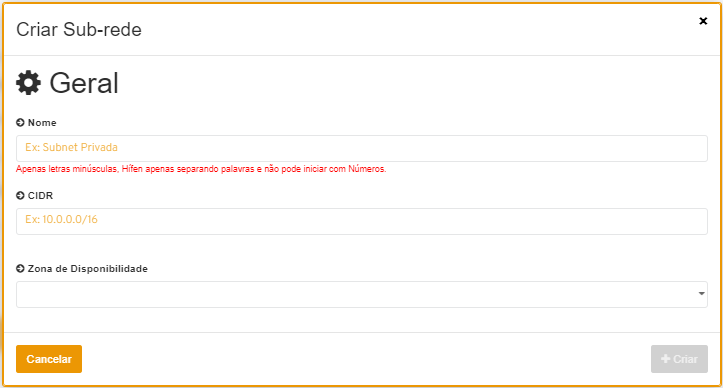 Criar Sub-rede
×
Geral
Nome
Ex: Subnet Privada
Apenas letras minúsculas, Hífen apenas separando palavras e não pode iniciar com Números.
CIDR
Ex: 10.0.0.0/16
Zona de Disponibilidade
Cancelar
+ Criar